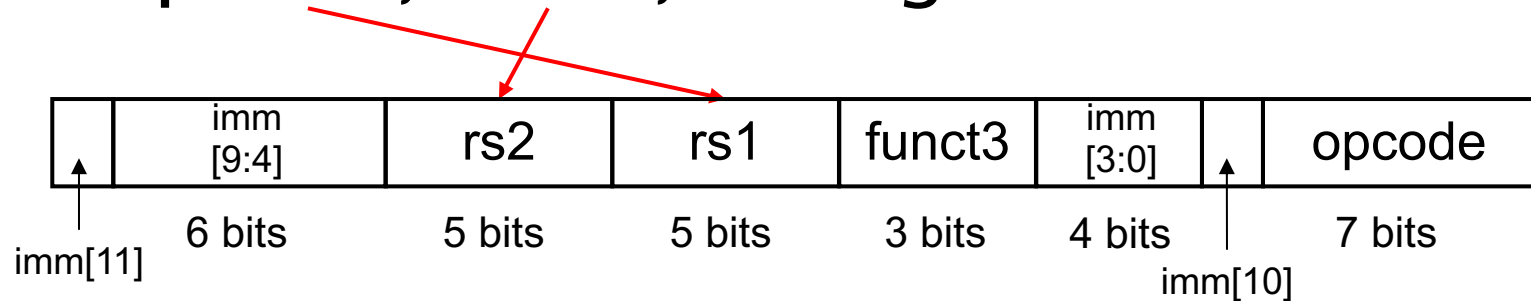 imm
[9:4]
rs2
rs1
funct3
imm
[3:0]
opcode
6 bits
5 bits
5 bits
3 bits
4 bits
7 bits
imm[11]
imm[10]